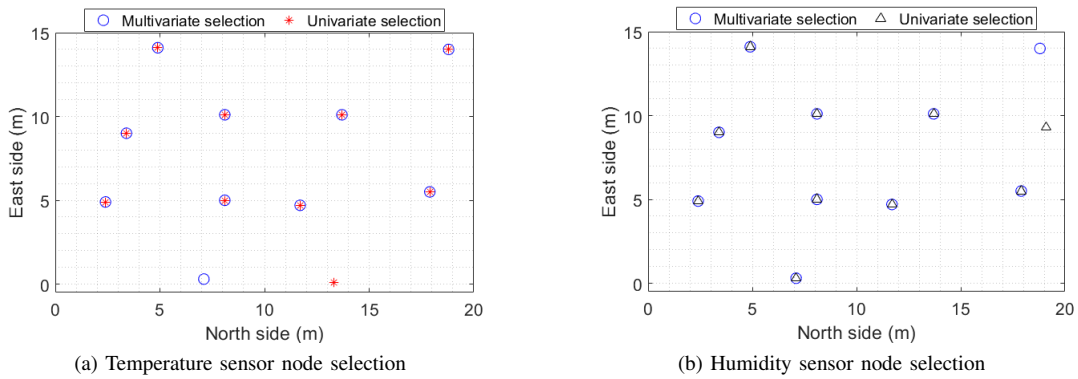 Multivariate selection Univariate selection
15
10
5
0
East side (m)
0 5 10 15 20
North side (m)
(a) Temperature sensor node selection
Multivariate selection Univariate selection
15
10
5
0
East side (m)
0 5 10 15 20
North side (m)
(b) Humidity sensor node selection